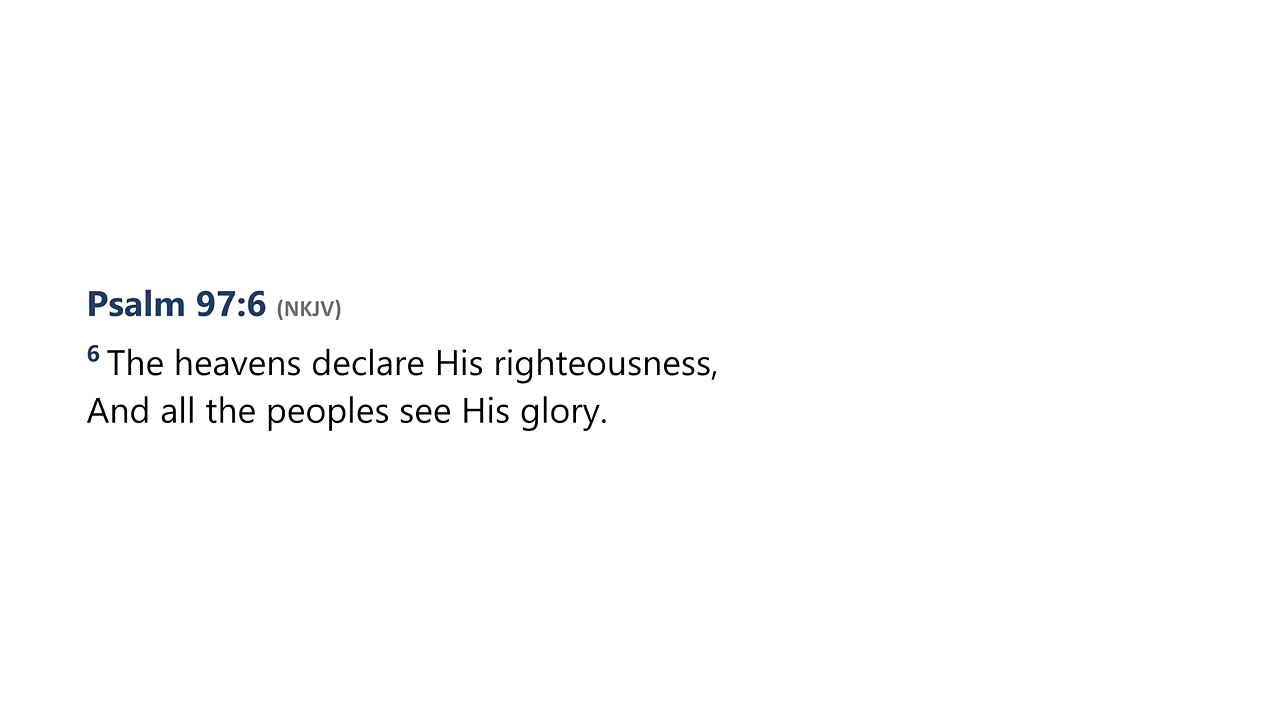 Psalm 97:6 (NKJV)
6 The heavens declare His righteousness,
And all the peoples see His glory.